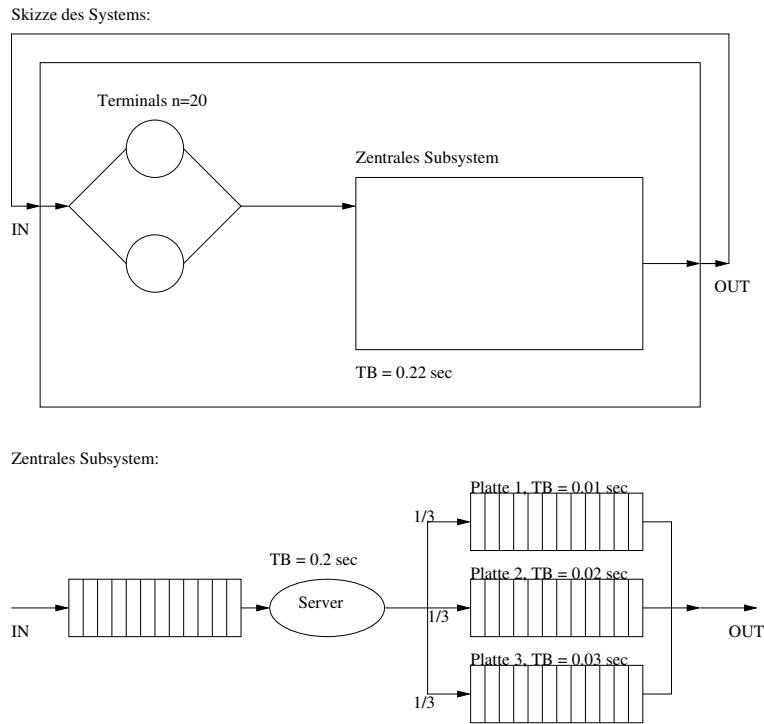 Skizze des Systems:
Terminals n=20
Zentrales Subsystem
IN
OUT
TB = 0.22 sec
Zentrales Subsystem:
Platte 1, TB = 0.01 sec
1/3
TB = 0.2 sec
Platte 2, TB = 0.02 sec
Server
1/3
IN
OUT
Platte 3, TB = 0.03 sec
1/3